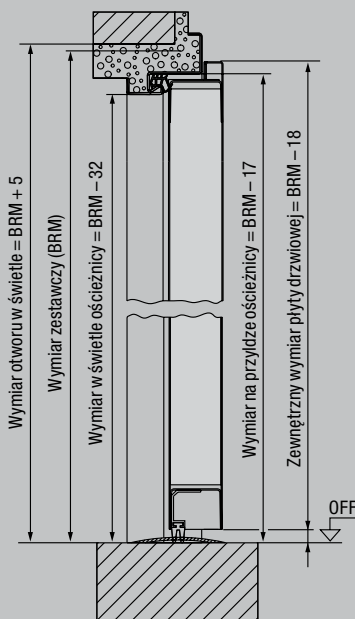 Wymiar otworu w świetle = BRM + 5
Wymiar zestawczy (BRM)
Wymiar w świetle ościeżnicy = BRM – 32
Wymiar na przyldze ościeżnicy = BRM – 17
Zewnętrzny wymiar płyty drzwiowej = BRM – 18
OFF